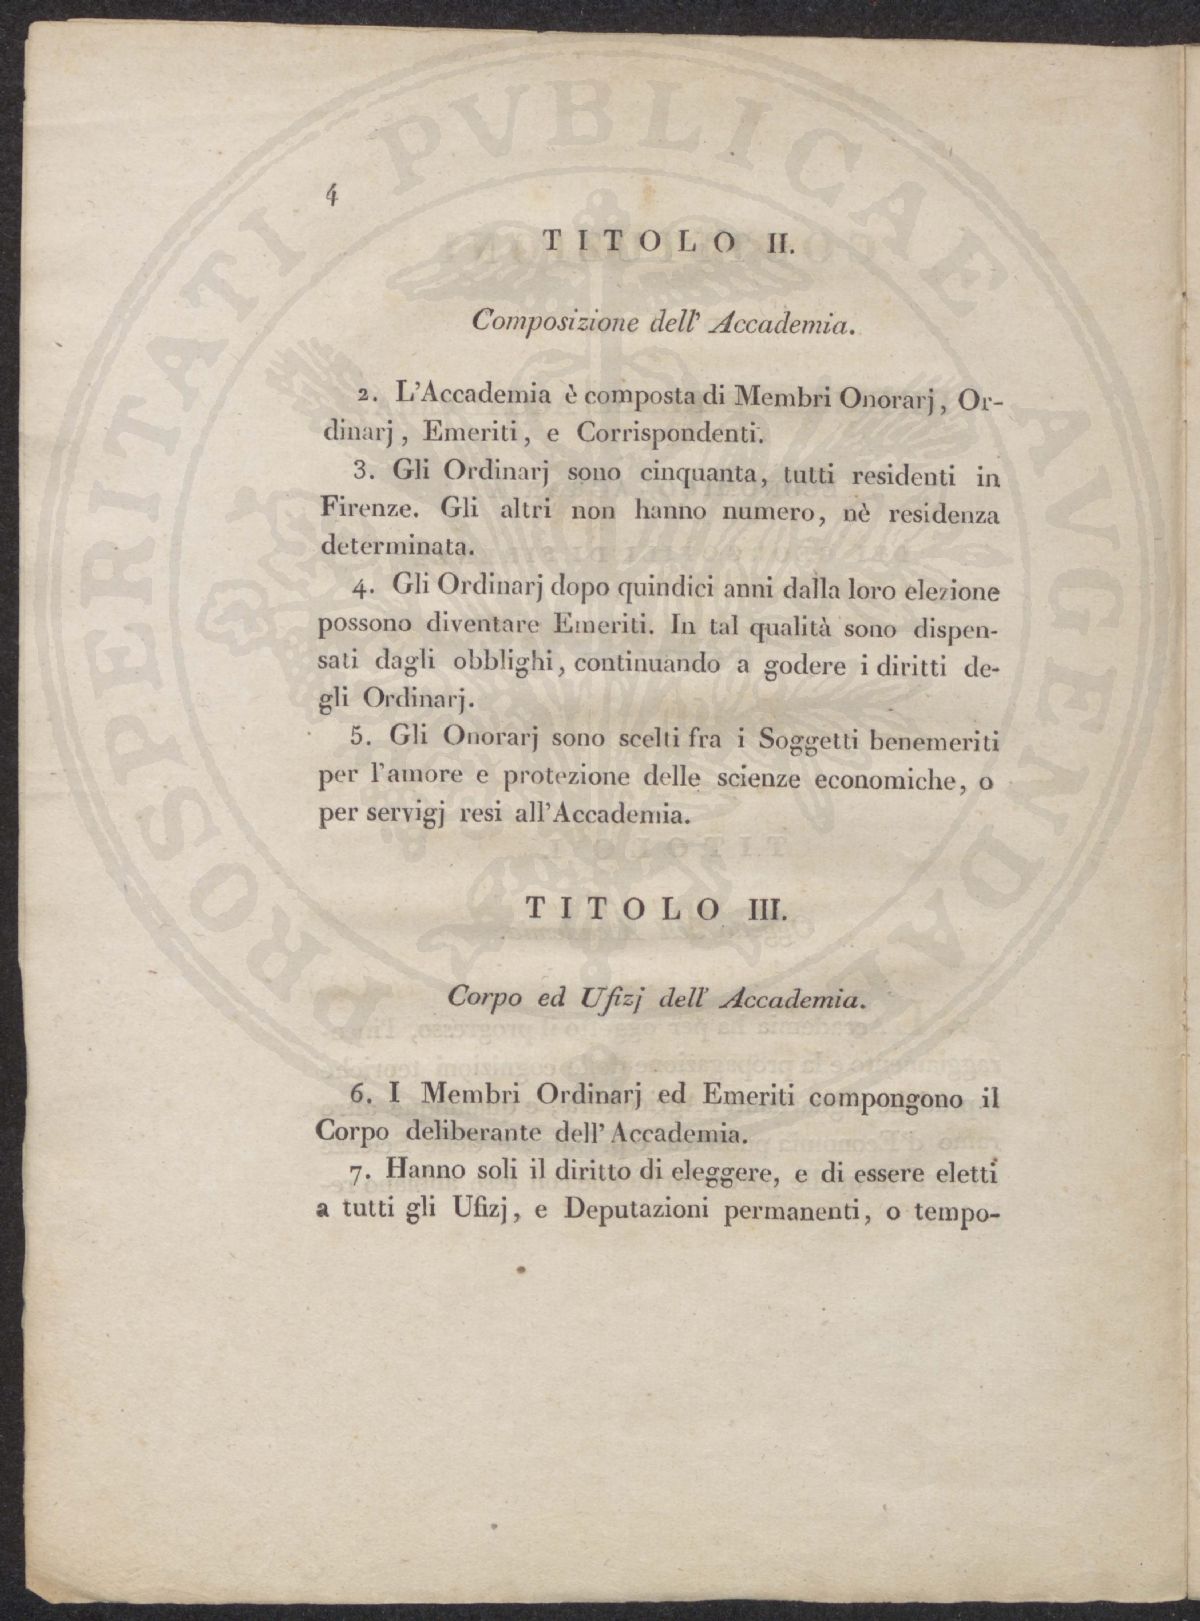 PROSPERITATI PVBLICAE AVGENDAE
4
TITOLO II.
Composizione dell' Accademia.
2. L'Accademia è composta di Membri Onorarj, Or-
dinarj, Emeriti, e Corrispondenti.
3. Gli Ordinarj sono cinquanta, tutti residenti in
Firenze. Gli altri non hanno numero, nè residenza
determinata.
4. Gli Ordinarj dopo quindici anni dalla loro elezione
possono diventare Emeriti. In tal qualità sono dispen-
sati dagli obblighi, continuando a godere i diritti de-
gli Ordinarj.
5. Gli Onorarj sono scelti fra i Soggetti benemeriti
per l'amore e protezione delle scienze economiche, o
per servigj resi all'Accademia.
TITOLO III.
Corpo ed Ufizj dell' Accademia.
6. I Membri Ordinarj ed Emeriti compongono il
Corpo deliberante dell' Accademia.
7. Hanno soli il diritto di eleggere, e di essere eletti
a tutti gli Ufizj, e Deputazioni permanenti, o tempo-